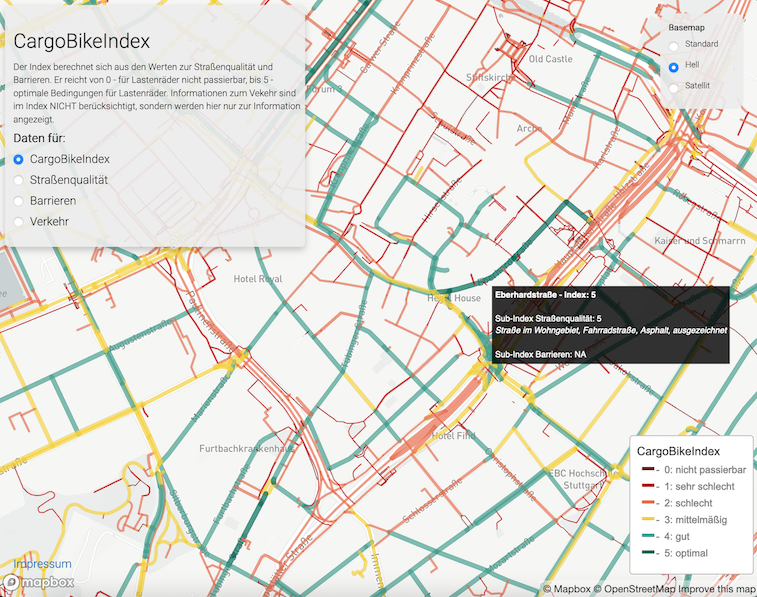 CargoBikeIndex
Der Index berechnet sich aus den Werten zur Straßenqualität und
Barrieren. Er reicht von 0 - für Lastenräder nicht passierbar, bis 5 -
optimale Bedingungen für Lastenräder. Informationen zum Vekehr sind
im Index NICHT berücksichtigt, sondern werden hier nur zur Information
angezeigt.
Daten für:
CargoBikeIndex
Straßenqualität
Barrieren
Verkehr
Basemap
Standard
Hell
Satellit
Old Castle
Stiftskirche
Kaiser und Schmarrn
Hotel Royal
House
Eberhardstraße - Index: 5
Sub-Index Straßenqualität: 5
Straße im Wohngebiet, Fahrradstraße, Asphalt, ausgezeichnet
Sub-Index Barrieren: NA
Augustenstraße
Hotel Find
Furtbachkrankenhaus
EBC Hochsch
Stuttgar
CargoBikeIndex
- 0: nicht passierbar
- 1: sehr schlecht
- 2: schlecht
- 3: mittelmäßig
- 4: gut
- 5: optimal
Impressum
mapbox
© Mapbox © OpenStreetMap Improve this map